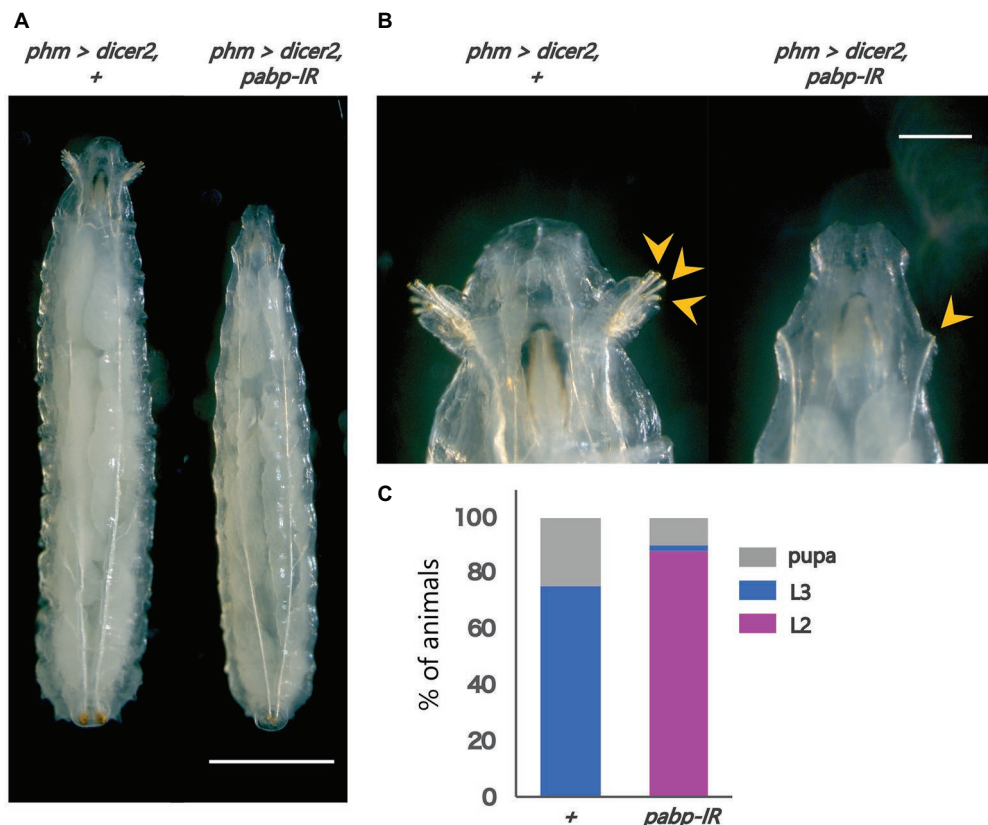 A
phm > dicer2,
+
phm > dicer2,
pabp-IR
B
phm > dicer2,
+
phm > dicer2,
pabp-IR
C
% of animals
100
80
60
40
20
0
+
pabp-IR
pupa
L3
L2